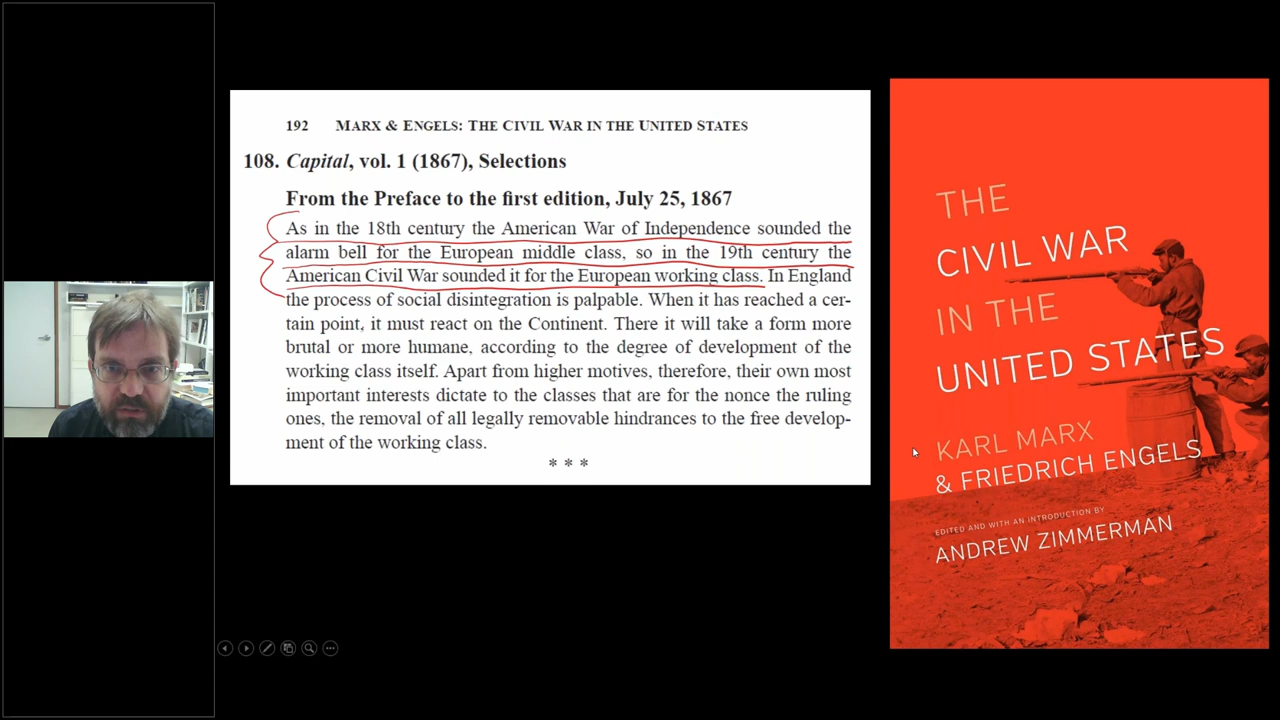 192 MARX & ENGELS: THE CIVIL WAR IN THE UNITED STATES
108. Capital, vol. 1 (1867), Selections
From the Preface to the first edition, July 25, 1867
As in the 18th century the American War of Independence sounded the
alarm bell for the European middle class, so in the 19th century the
American Civil War sounded it for the European working class. In England
the process of social disintegration is palpable. When it has reached a cer-
tain point, it must react on the Continent. There it will take a form more
brutal or more humane, according to the degree of development of the
working class itself. Apart from higher motives, therefore, their own most
important interests dictate to the classes that are for the nonce the ruling
ones, the removal of all legally removable hindrances to the free develop-
ment of the working class.
* * *
THE
CIVIL WAR
IN THE
UNITED STATES
KARL MARX
& FRIEDRICH ENGELS
EDITED AND WITH AN INTRODUCTION BY
ANDREW ZIMMERMAN